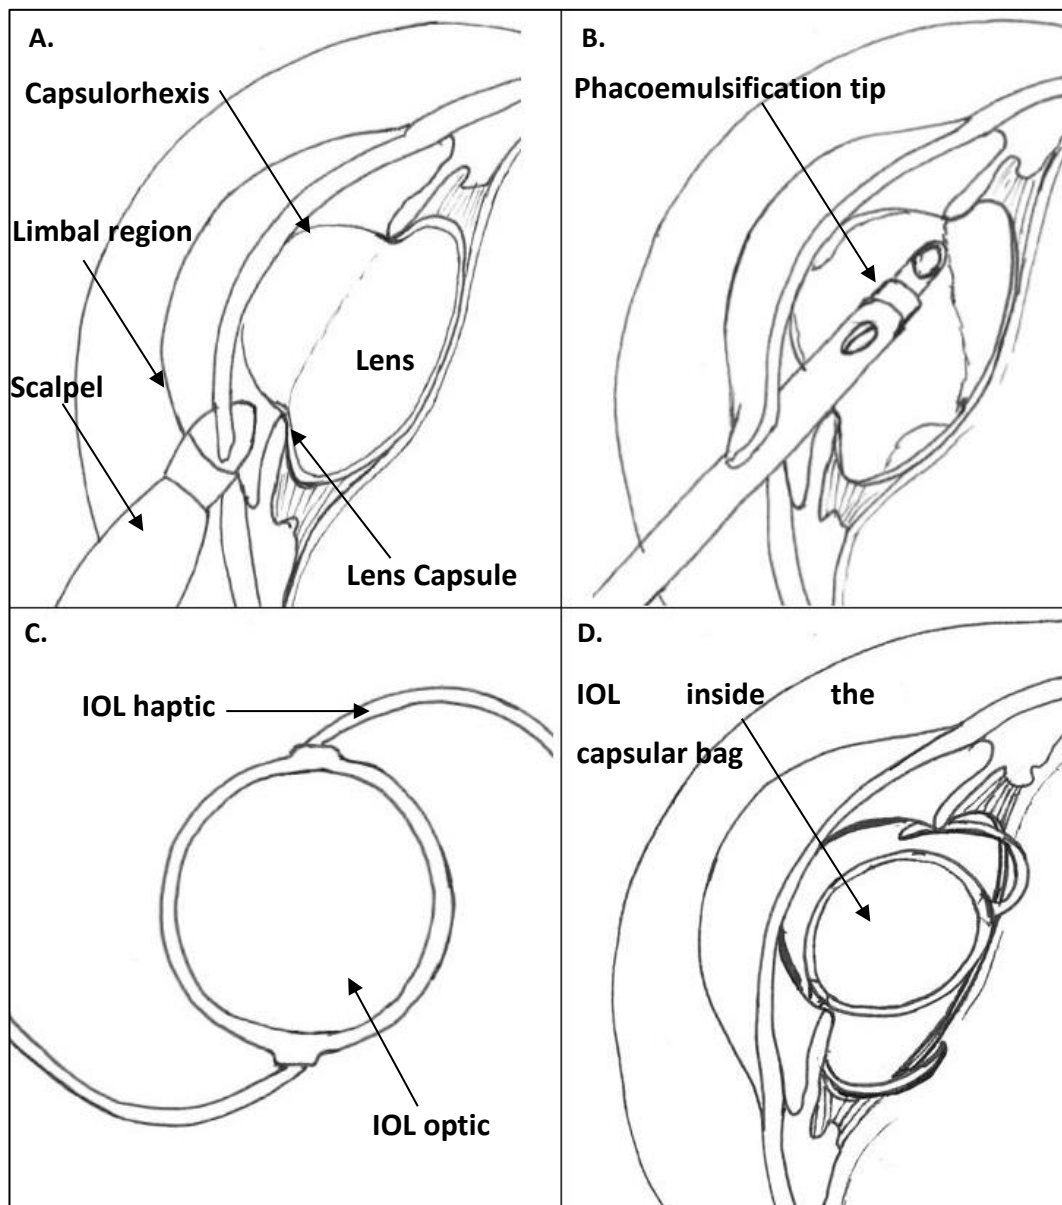 A.
Capsulorhexis
Limbal region
Scalpel
Lens
Lens Capsule
B.
Phacoemulsification tip
C.
IOL haptic
IOL optic
D.
IOL inside the
capsular bag